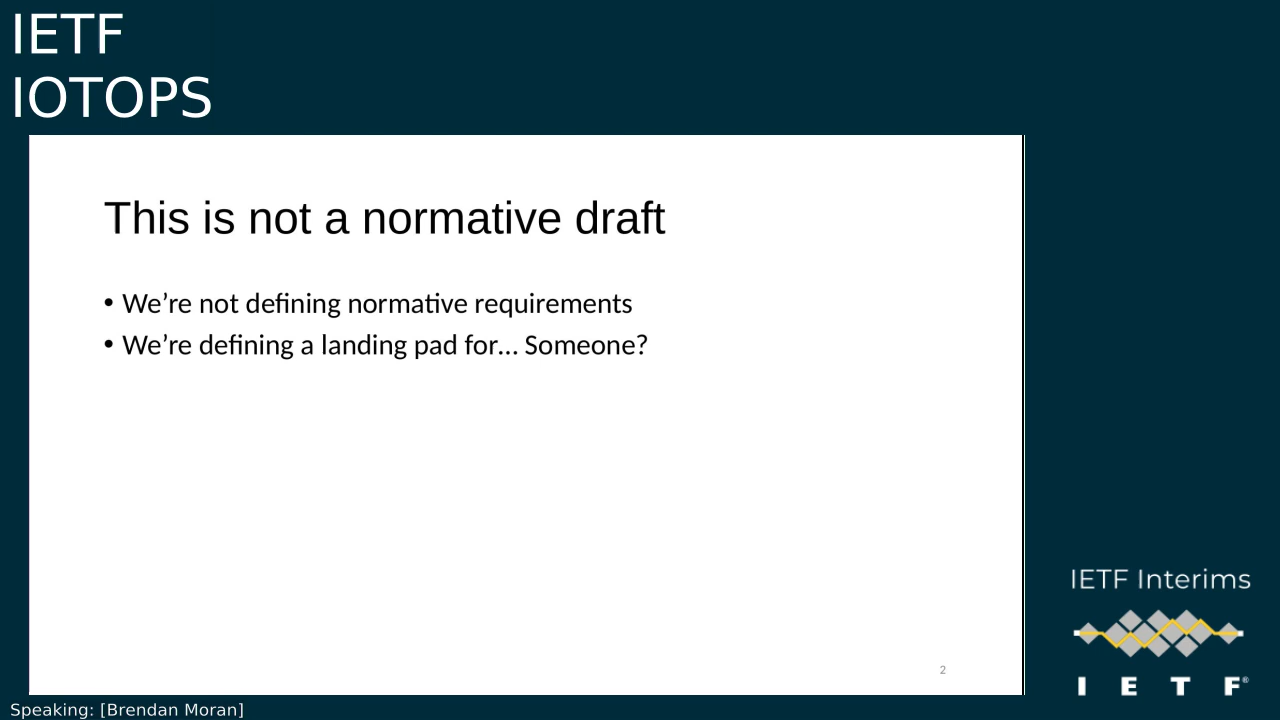 IETF
IOTOPS
This is not a normative draft
• We’re not defining normative requirements
• We’re defining a landing pad for… Someone?
2
IETF Interims
I E T F®
Speaking: [Brendan Moran]